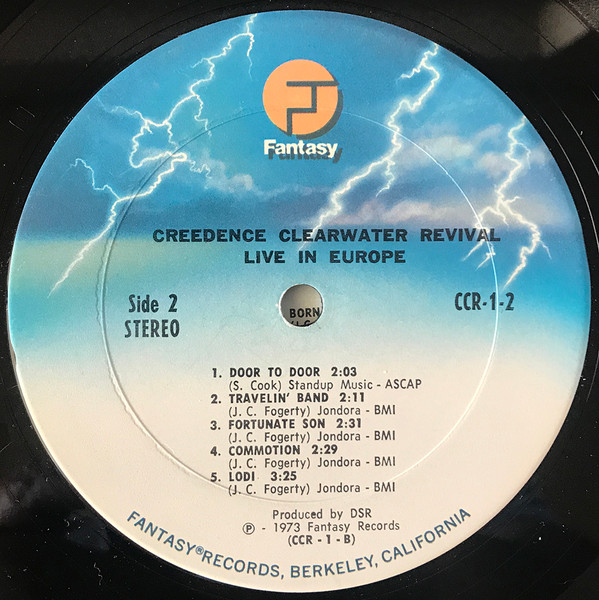 Fantasy
CREEDENCE CLEARWATER REVIVAL
LIVE IN EUROPE
Side 2
STEREO
CCR-1-2
BORN
1. DOOR TO DOOR 2:03
(S. Cook) Standup Music - ASCAP
2. TRAVELIN' BAND 2:11
(J. C. Fogerty) Jondora - BMI
3. FORTUNATE SON 2:31
(J. C. Fogerty) Jondora - BMI
4. COMMOTION 2:29
(J. C. Fogerty) Jondora - BMI
5. LODI 3:25
(J. C. Fogerty) Jondora - BMI
Produced by DSR
℗ - 1973 Fantasy Records
(CCR - 1 - B)
FANTASY® RECORDS, BERKELEY, CALIFORNIA